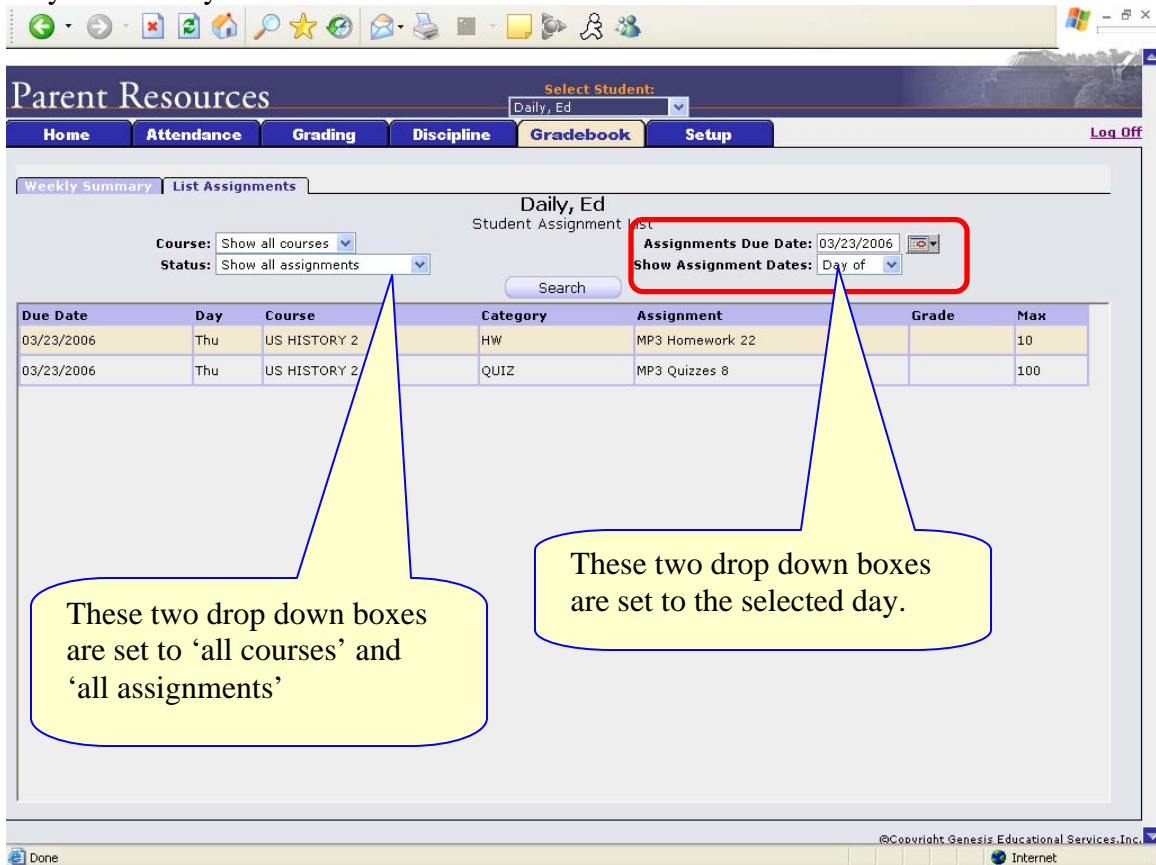 Parent Resources
Select Student:
Daily, Ed
Home Attendance Grading Discipline Gradebook Setup Log Off
Weekly Summary List Assignments
Daily, Ed
Student Assignment List
Course: Show all courses Assignments Due Date: 03/23/2006
Status: Show all assignments Show Assignment Dates: Day of
Search
Due Date Day Course Category Assignment Grade Max
03/23/2006 Thu US HISTORY 2 HW MP3 Homework 22 10
03/23/2006 Thu US HISTORY 2 QUIZ MP3 Quizzes 8 100
These two drop down boxes
are set to the selected day.
These two drop down boxes
are set to ‘all courses’ and
‘all assignments’
©Copyright Genesis Educational Services,Inc.
Done Internet